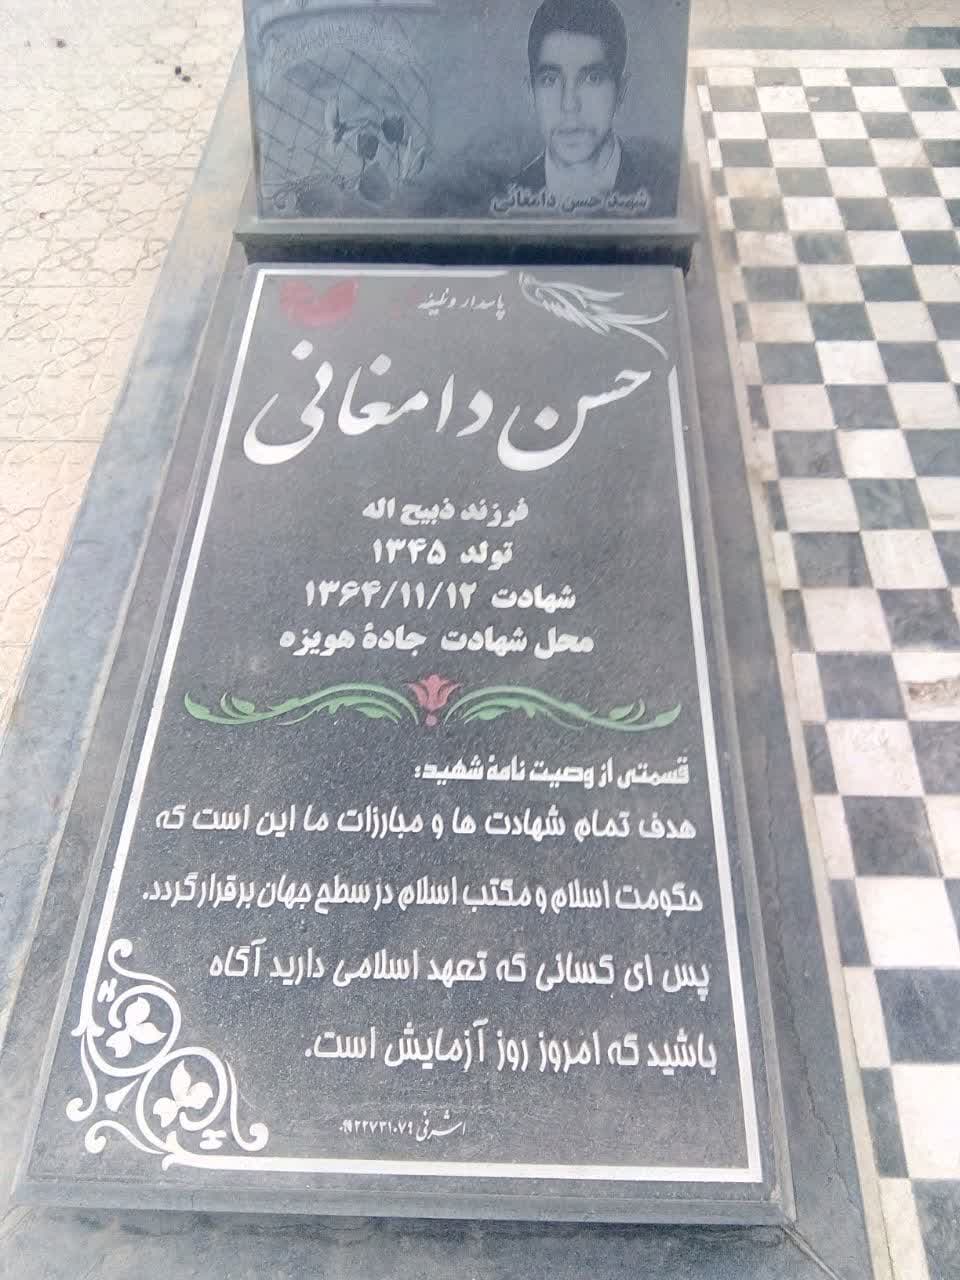 شهید حسن دامغانی
پاسدار وظیفه
حسن دامغانی
فرزند ذبیح اله
تولد ۱۳۴۵
شهادت ۱۳۶۴/۱۱/۱۲
محل شهادت جادهٔ هویزه
قسمتی از وصیت نامهٔ شهید:
هدف تمام شهادت ها و مبارزات ما این است که
حکومت اسلام و مکتب اسلام در سطح جهان برقرار گردد.
پس ای کسانی که تعهد اسلامی دارید آگاه
باشید که امروز روز آزمایش است.
اشرفی